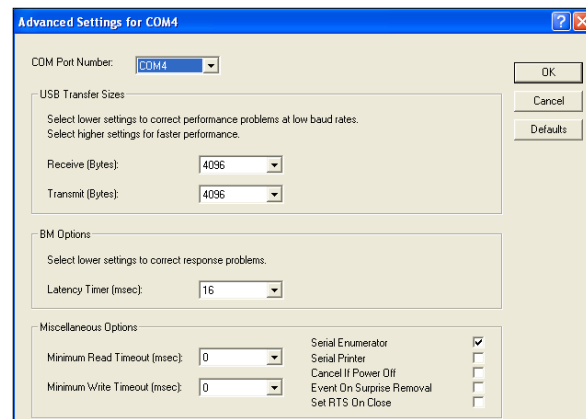 Advanced Settings for COM4
COM Port Number: COM4
OK
Cancel
Defaults
USB Transfer Sizes
Select lower settings to correct performance problems at low baud rates.
Select higher settings for faster performance.
Receive (Bytes): 4096
Transmit (Bytes): 4096
BM Options
Select lower settings to correct response problems.
Latency Timer (msec): 16
Miscellaneous Options
Minimum Read Timeout (msec): 0
Minimum Write Timeout (msec): 0
Serial Enumerator
Serial Printer
Cancel If Power Off
Event On Surprise Removal
Set RTS On Close